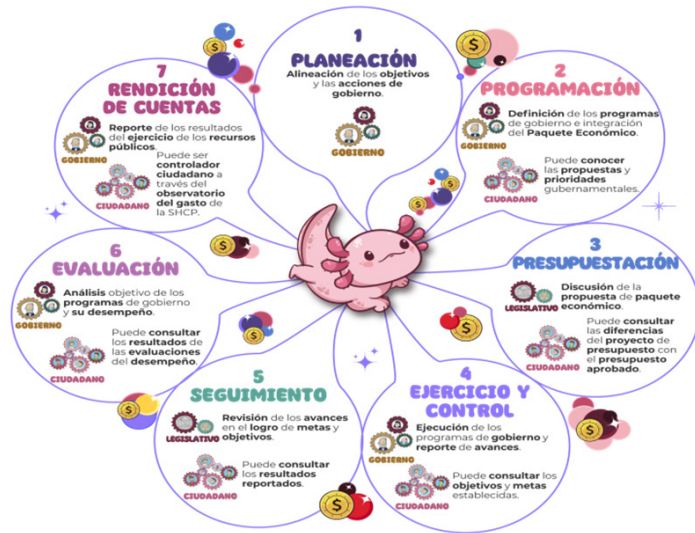 1
PLANEACIÓN
Alineación de los objetivos
y las acciones de
gobierno.
GOBIERNO
2
PROGRAMACIÓN
Definición de los programas
de gobierno e integración
del Paquete Económico.
GOBIERNO
Puede conocer
las propuestas y
prioridades
gubernamentales.
CIUDADANO
3
PRESUPUESTACIÓN
Discusión de la
propuesta de paquete
económico.
LEGISLATIVO
Puede consultar
las diferencias
del proyecto de
presupuesto con
el presupuesto
aprobado.
CIUDADANO
4
EJERCICIO Y
CONTROL
Ejecución de los
programas de gobierno y
reporte de avances.
GOBIERNO
Puede consultar los
objetivos y metas
establecidas.
CIUDADANO
5
SEGUIMIENTO
Revisión de los avances
en el logro de metas y
objetivos.
LEGISLATIVO
Puede consultar
los resultados
reportados.
CIUDADANO
6
EVALUACIÓN
Análisis objetivo de los
programas de gobierno
y su desempeño.
GOBIERNO
Puede consultar
los resultados de
las evaluaciones
del desempeño.
CIUDADANO
7
RENDICIÓN
DE CUENTAS
Reporte de los resultados
del ejercicio de los recursos
públicos.
GOBIERNO
Puede ser
controlador
ciudadano a
través del
observatorio
del gasto de
la SHCP.
CIUDADANO
$
$
$
$
$
$
$
$
$